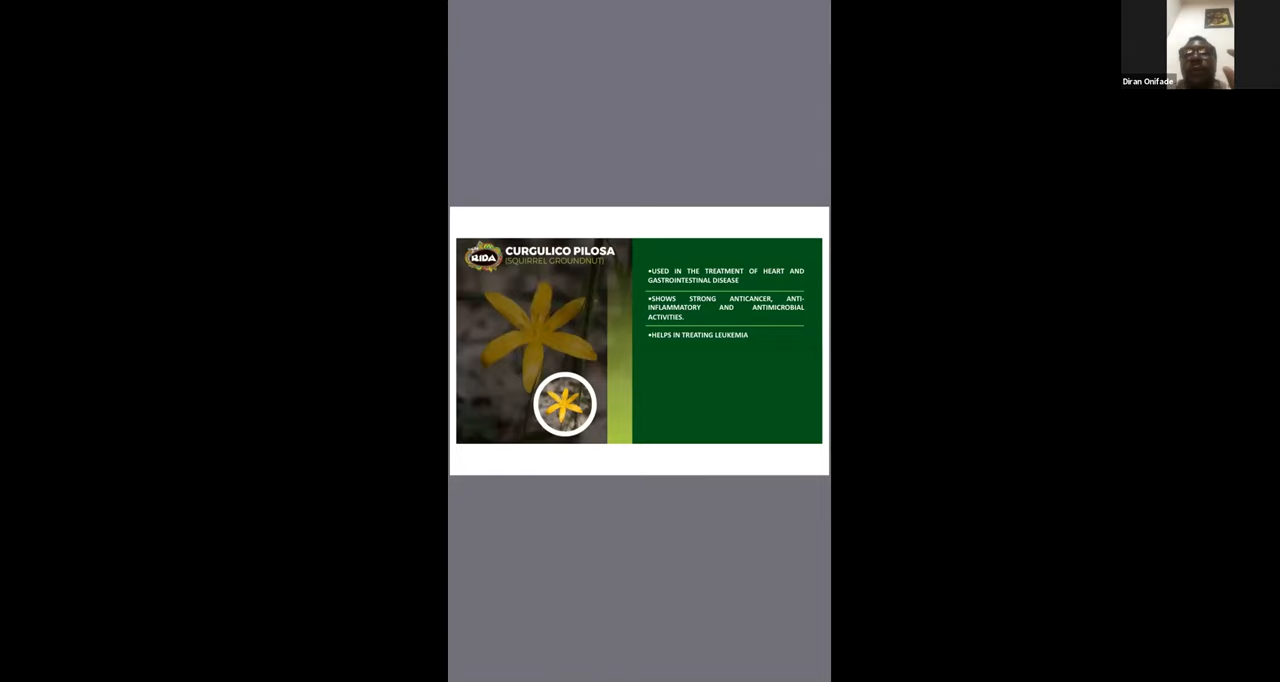 Diran Onifade
RIDA
CURGULICO PILOSA
(SQUIRREL GROUNDNUT)
•USED IN THE TREATMENT OF HEART AND
GASTROINTESTINAL DISEASE
•SHOWS STRONG ANTICANCER, ANTI-
INFLAMMATORY AND ANTIMICROBIAL
ACTIVITIES.
•HELPS IN TREATING LEUKEMIA